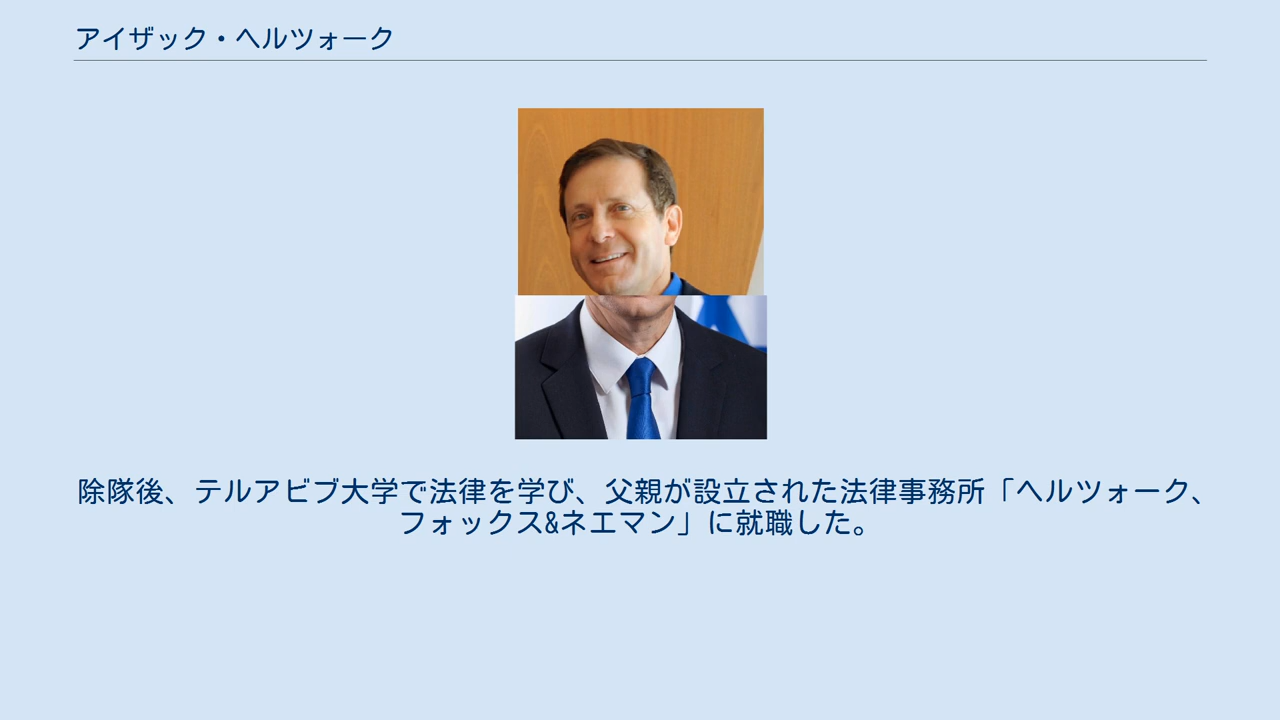 アイザック・ヘルツォーク
除隊後、テルアビブ大学で法律を学び、父親が設立された法律事務所「ヘルツォーク、
フォックス&ネエマン」に就職した。